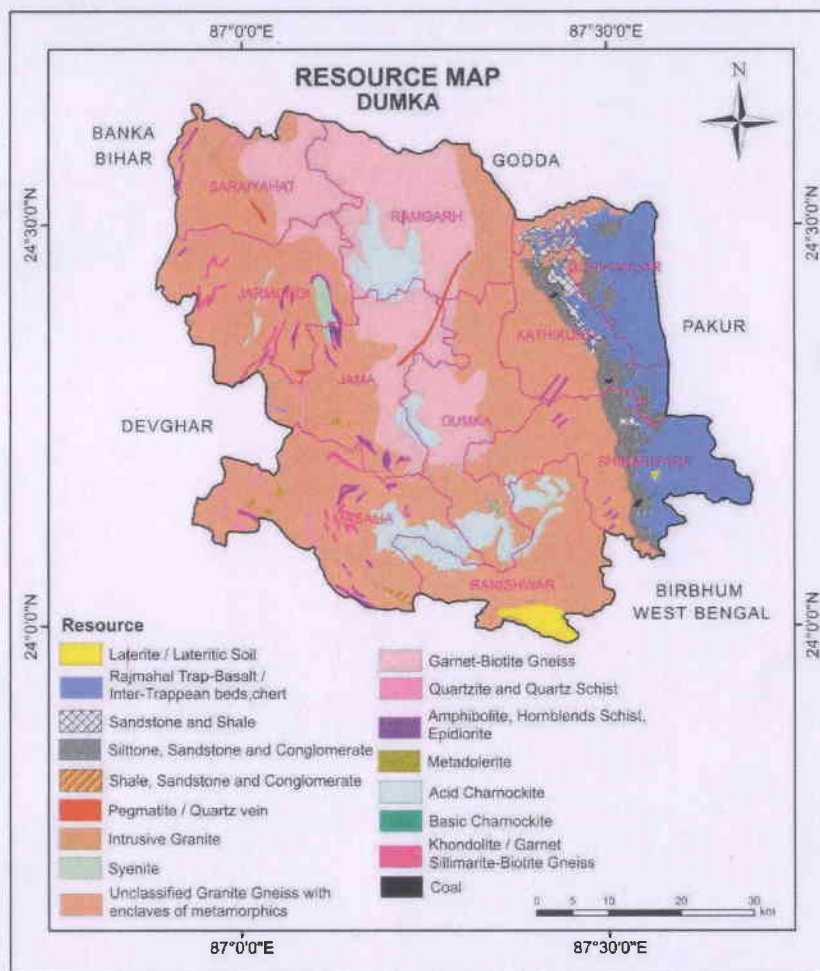 87°0'0"E
87°30'0"E
RESOURCE MAP
DUMKA
N
BANKA
BIHAR
GODDA
SARAIYAHAT
RAMGARH
24°30'0"N
24°30'0"N
JARMUNDI
PAKUR
JAMA
DEVGHAR
DUMKA
SHIKARIPARA
RANISHWAR
BIRBHUM
WEST BENGAL
24°0'0"N
24°0'0"N
Resource
Laterite / Lateritic Soil
Rajmahal Trap-Basalt /
Inter-Trappean beds,chert
Sandstone and Shale
Silttone, Sandstone and Conglomerate
Shale, Sandstone and Conglomerate
Pegmatite / Quartz vein
Intrusive Granite
Syenite
Unclassified Granite Gneiss with
enclaves of metamorphics
Garnet-Biotite Gneiss
Quartzite and Quartz Schist
Amphibolite, Hornblends Schist,
Epidiorite
Metadolerite
Acid Charnockite
Basic Charnockite
Khondolite / Garnet
Sillimarite-Biotite Gneiss
Coal
0 5 10 20 30
km
87°0'0"E
87°30'0"E